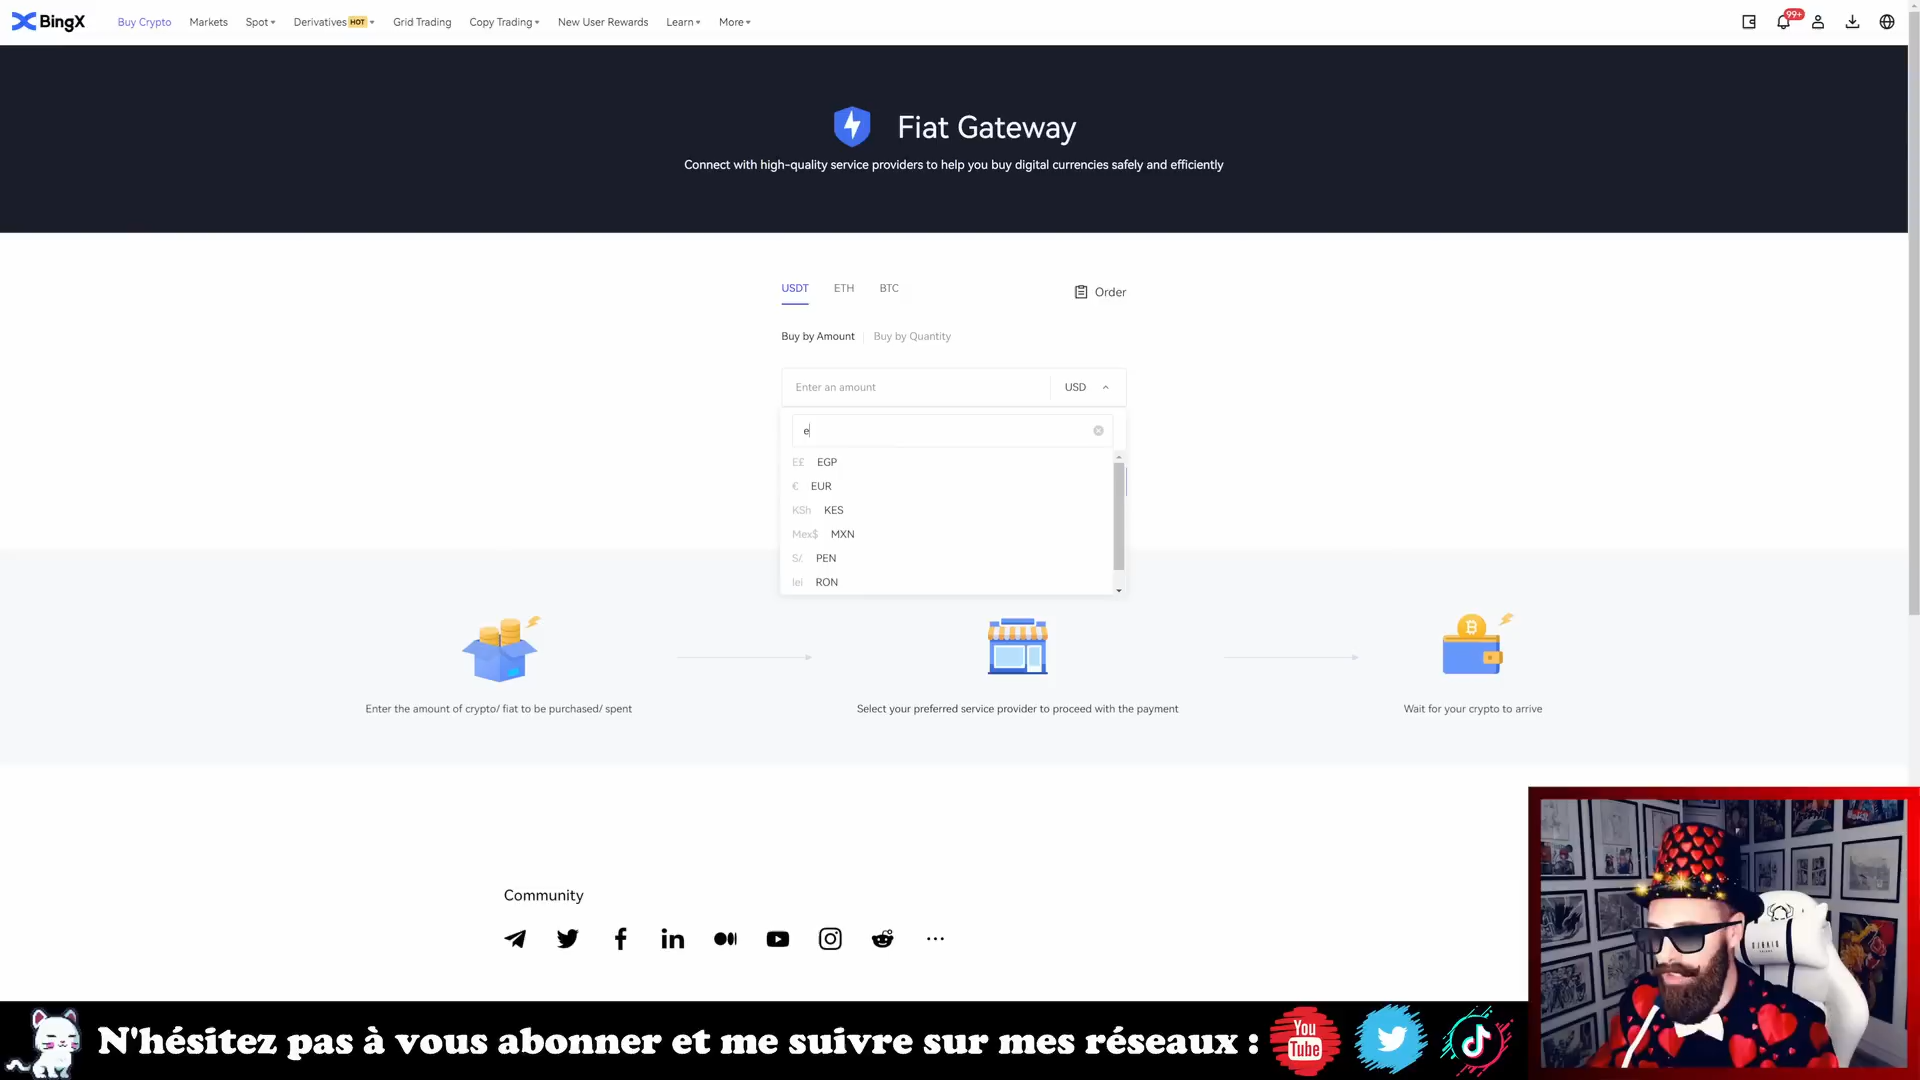 BingX Buy Crypto Markets Spot Derivatives HOT Grid Trading Copy Trading New User Rewards Learn More 99+
Fiat Gateway
Connect with high-quality service providers to help you buy digital currencies safely and efficiently
USDT ETH BTC Order
Buy by Amount Buy by Quantity
Enter an amount USD
e
E£ EGP
€ EUR
KSh KES
Mex$ MXN
S/. PEN
lei RON
Enter the amount of crypto/ fiat to be purchased/ spent
Select your preferred service provider to proceed with the payment
Wait for your crypto to arrive
Community
N'hésitez pas à vous abonner et me suivre sur mes réseaux :
You
Tube